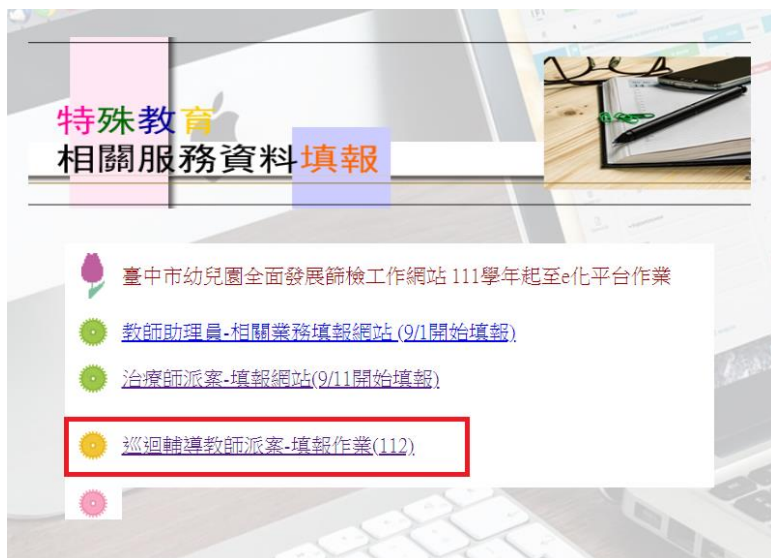 特殊教育
相關服務資料填報
臺中市幼兒園全面發展篩檢工作網站 111學年起至e化平台作業
教師助理員-相關業務填報網站 (9/1開始填報)
治療師派案-填報網站(9/11開始填報)
巡迴輔導教師派案-填報作業(112)